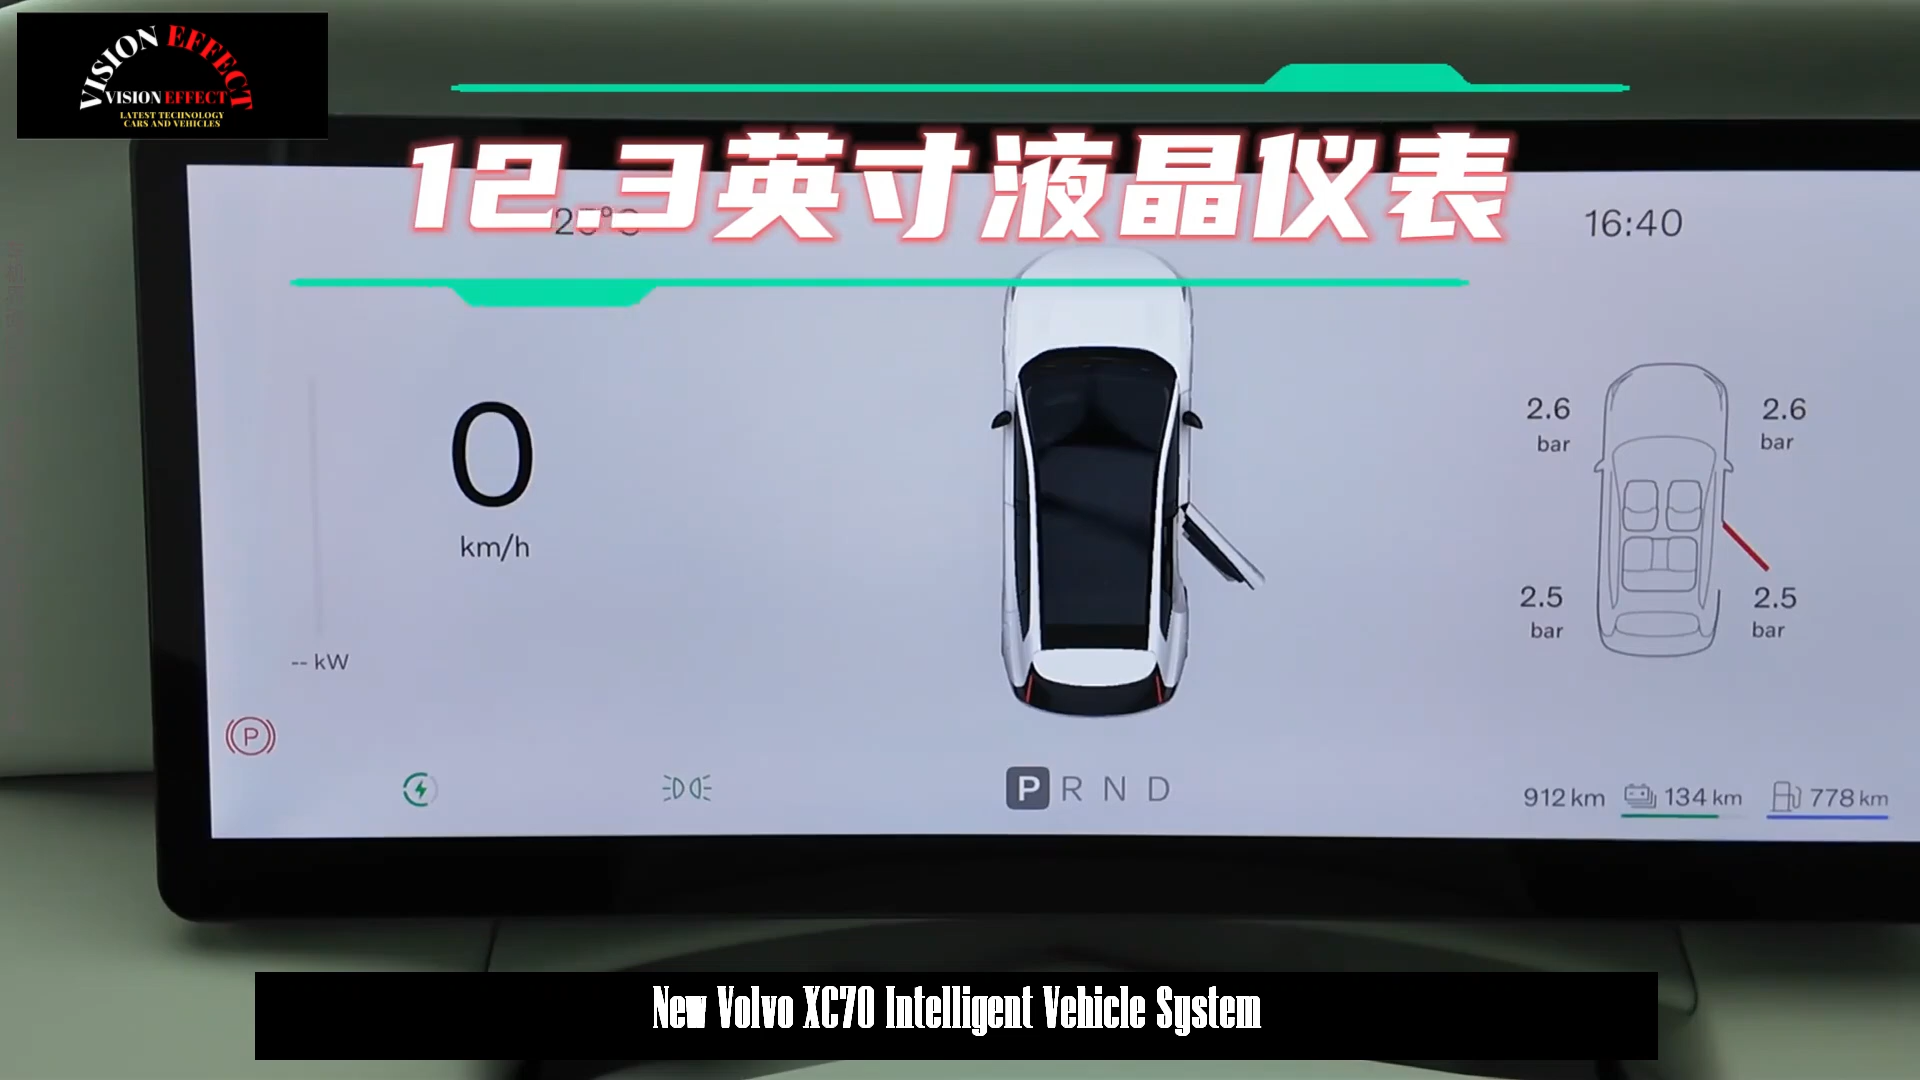 VISION EFFECT
VISION EFFECT
LATEST TECHNOLOGY
CARS AND VEHICLES
12.3英寸液晶仪表
16:40
0
km/h
2.6
bar
2.6
bar
2.5
bar
2.5
bar
-- kW
P
P R N D
912 km
134 km
778 km
New Volvo XC70 Intelligent Vehicle System